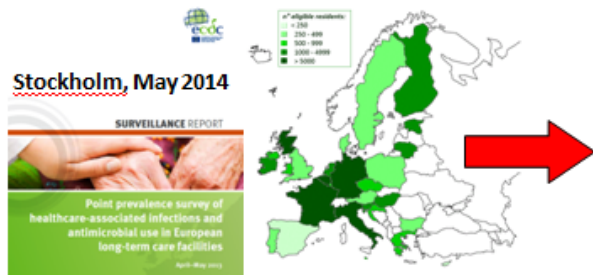 ecdc
Stockholm, May 2014
SURVEILLANCE REPORT
Point prevalence survey of
healthcare-associated infections and
antimicrobial use in European
long-term care facilities
April-May 2013
n° eligible residents:
< 250
250 - 499
500 - 999
1000 - 4999
> 5000